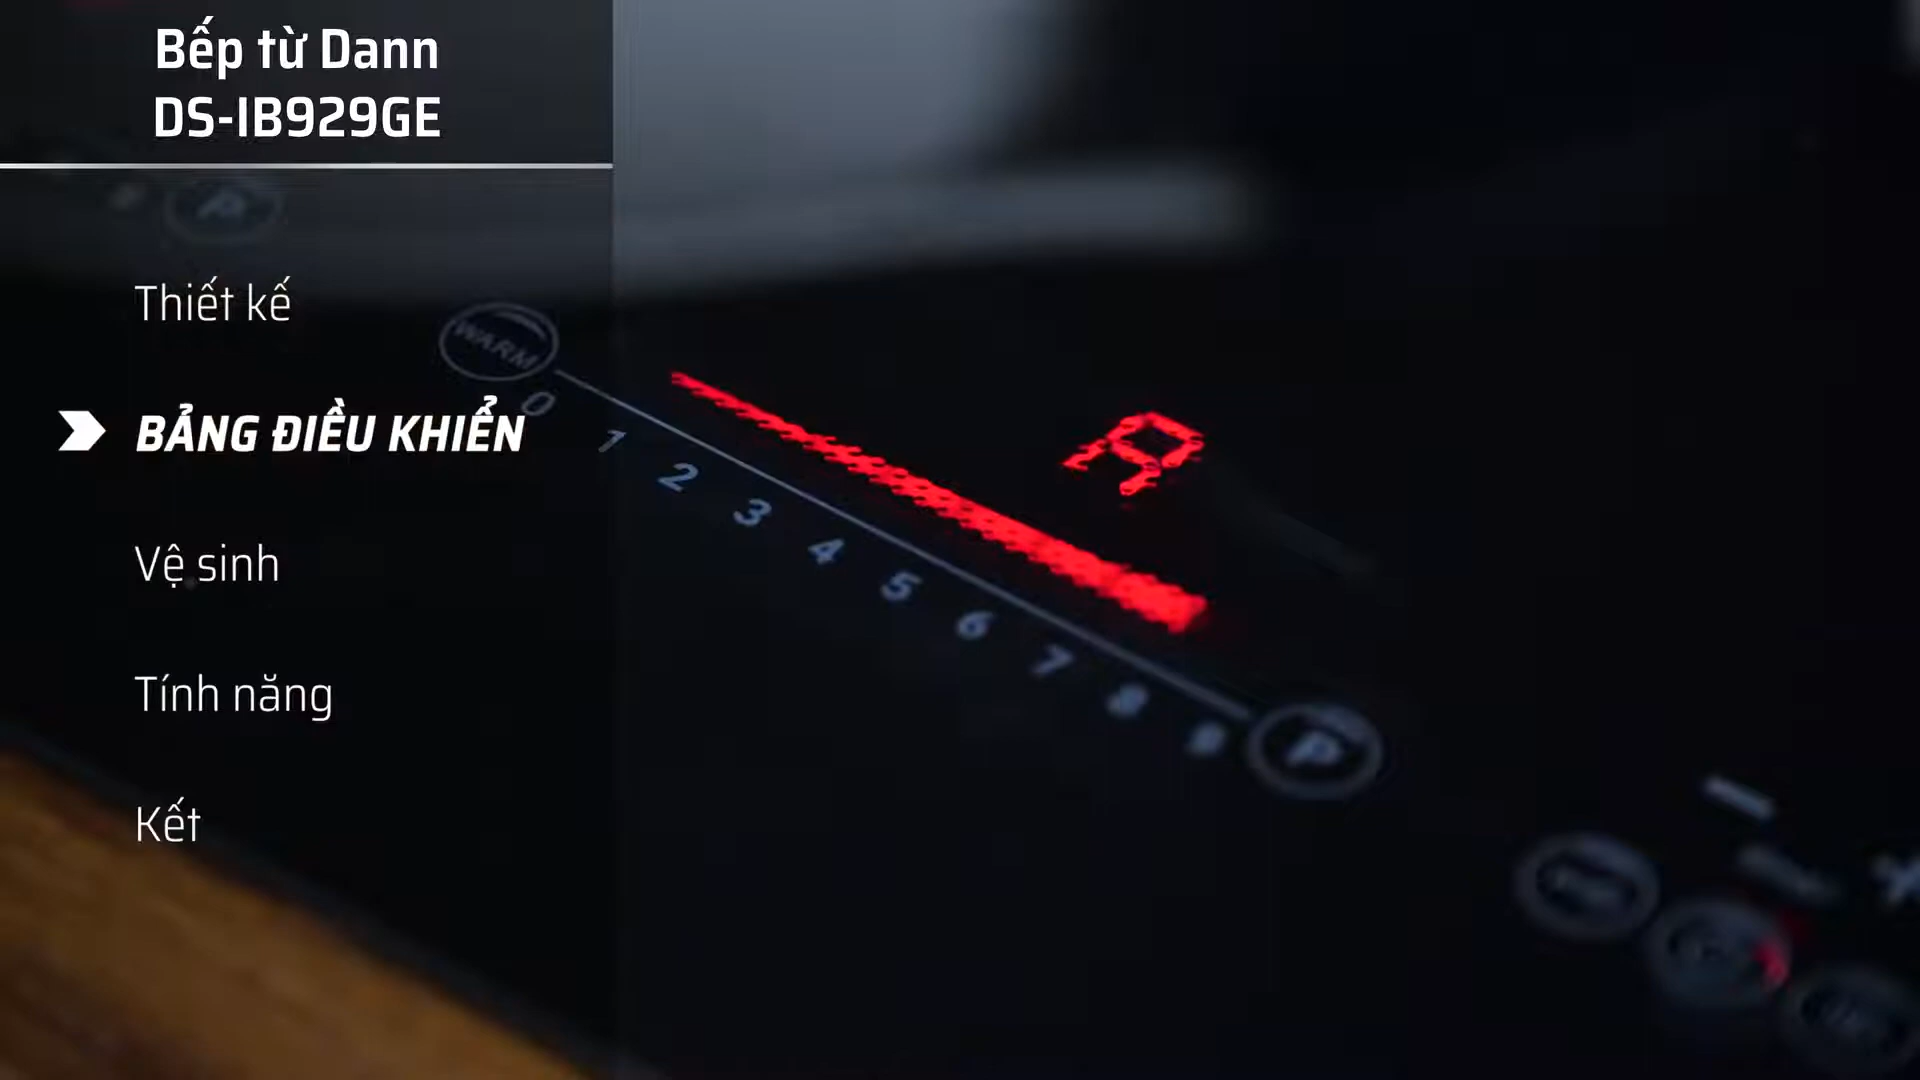 Bếp từ Dann
DS-IB929GE
P
Thiết kế
WARM
BẢNG ĐIỀU KHIỂN
0
1
2
3
4
5
6
7
8
9
P
A
Vệ sinh
Tính năng
Kết